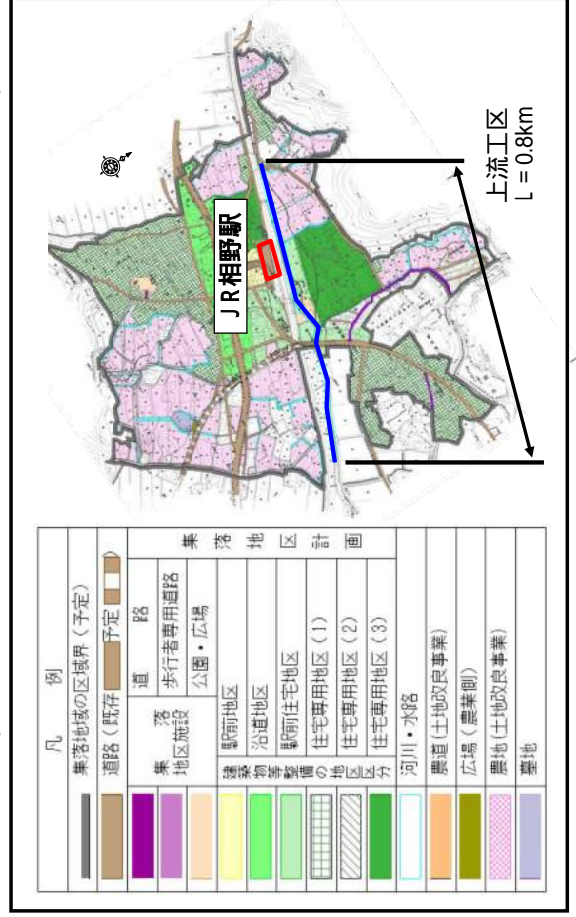 凡 例
集落地域の区域界（予定）
道路（既存 予定 ）
集落地区計画
集落地区施設
道 路
歩行者専用道路
公園・広場
建築物等整備の地区区分
駅前地区
沿道地区
駅前住宅地区
住宅専用地区（1）
住宅専用地区（2）
住宅専用地区（3）
河川・水路
農道(土地改良事業)
広場（農業側）
農地(土地改良事業)
墓地
ＪＲ相野駅
上流工区
L = 0.8km